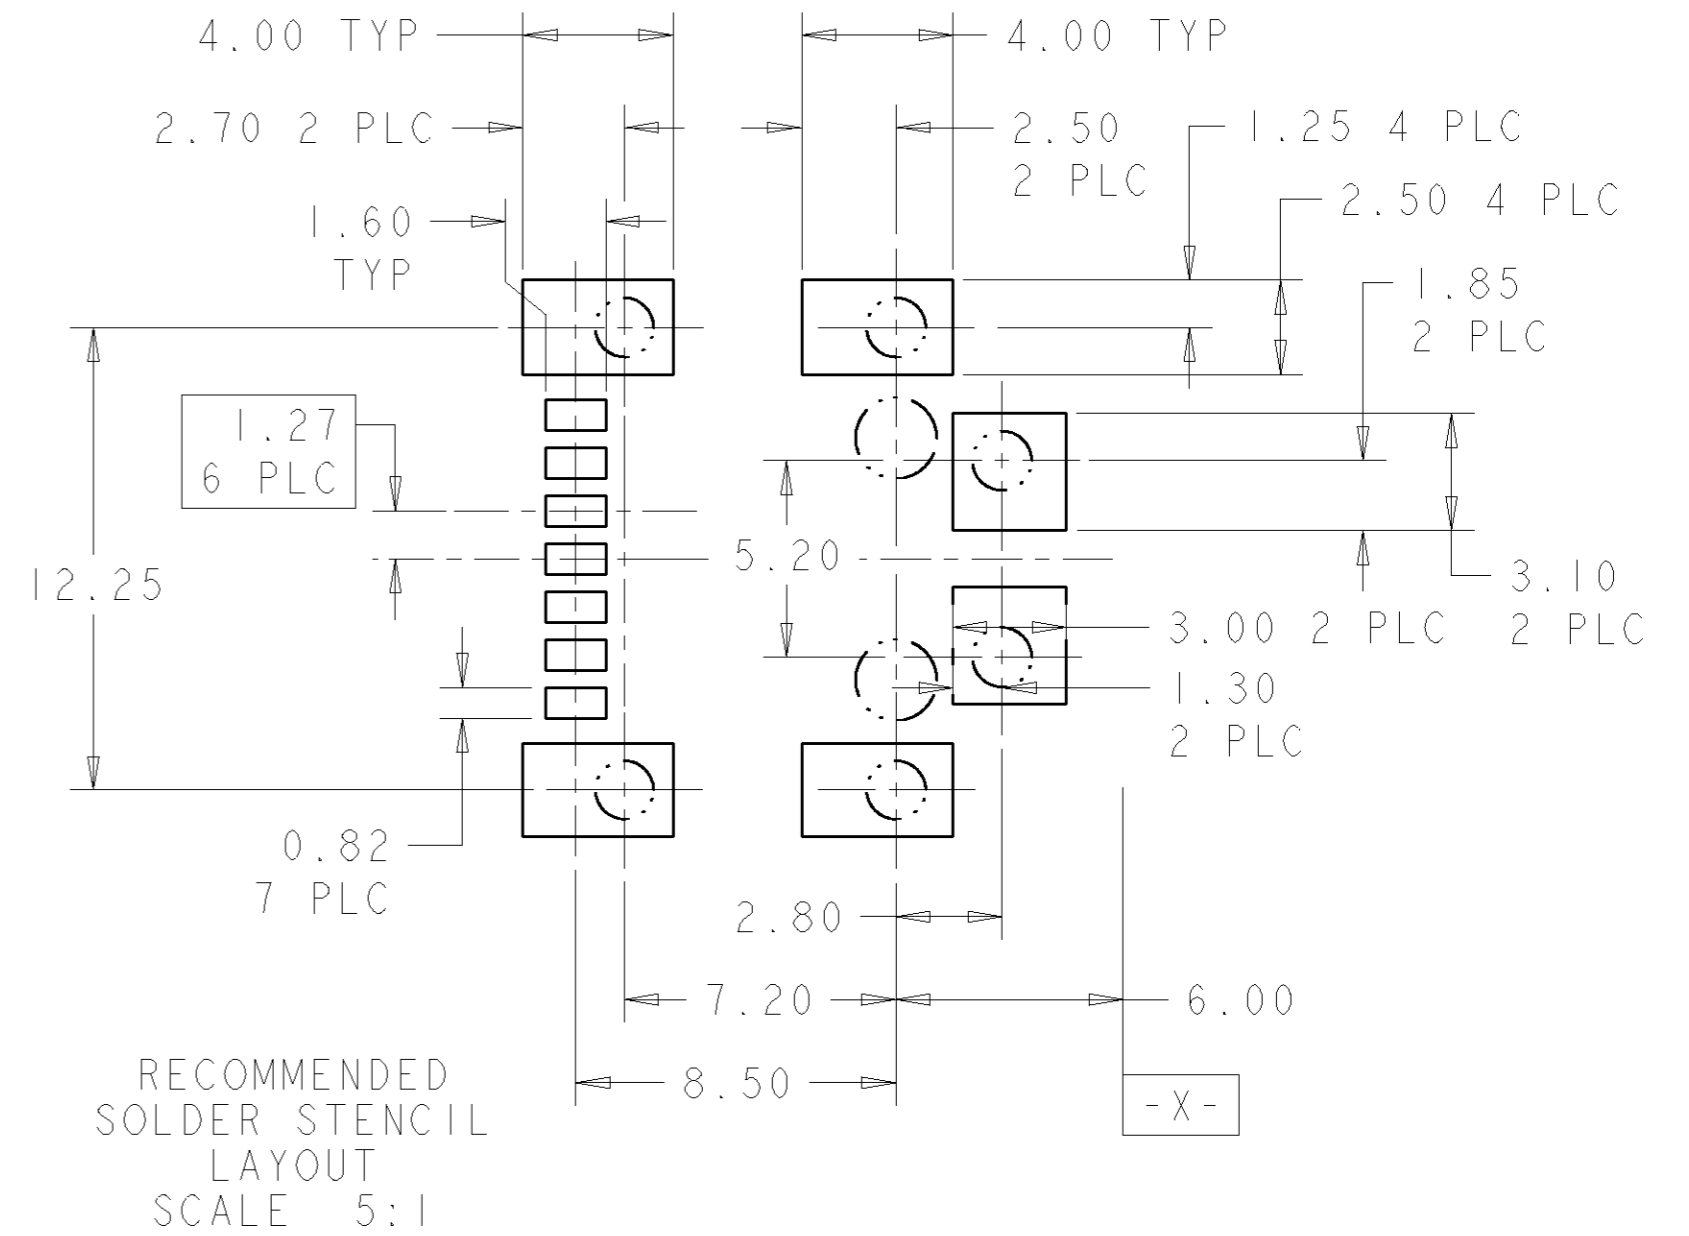 4.00 TYP
4.00 TYP
2.70 2 PLC
2.50
2 PLC
1.25 4 PLC
2.50 4 PLC
1.60
TYP
1.85
2 PLC
1.27
6 PLC
5.20
12.25
3.10
2 PLC
3.00 2 PLC
1.30
2 PLC
0.82
7 PLC
2.80
7.20
6.00
8.50
-X-
RECOMMENDED
SOLDER STENCIL
LAYOUT
SCALE 5:1